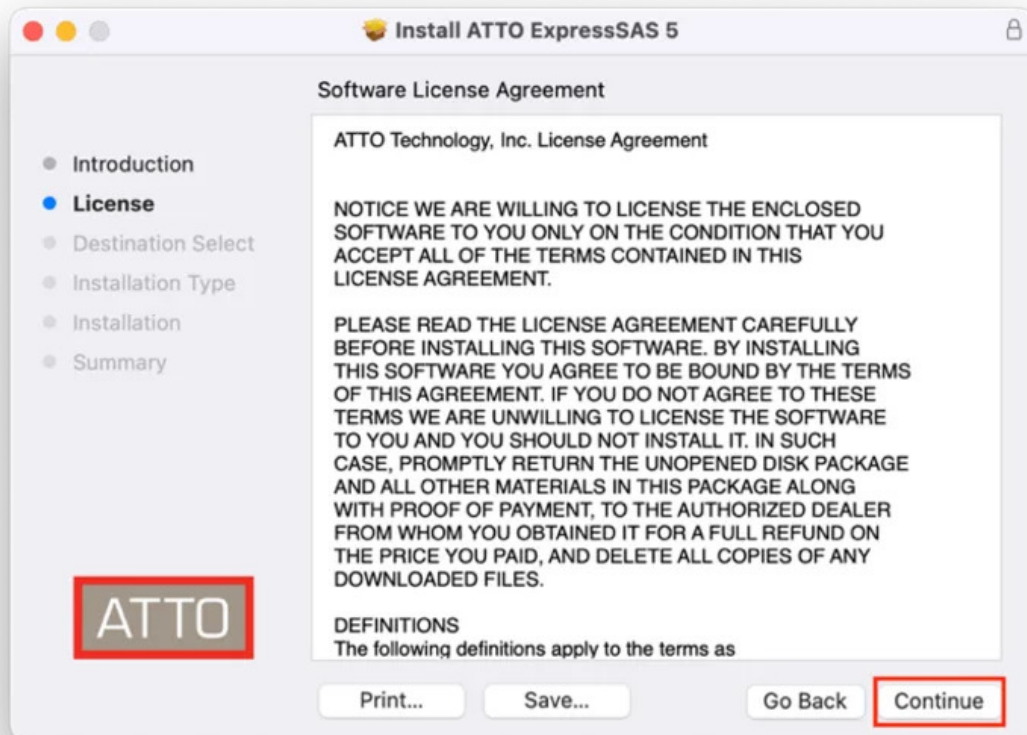 Install ATTO ExpressSAS 5
Software License Agreement
Introduction
License
Destination Select
Installation Type
Installation
Summary
ATTO
ATTO Technology, Inc. License Agreement
NOTICE WE ARE WILLING TO LICENSE THE ENCLOSED
SOFTWARE TO YOU ONLY ON THE CONDITION THAT YOU
ACCEPT ALL OF THE TERMS CONTAINED IN THIS
LICENSE AGREEMENT.
PLEASE READ THE LICENSE AGREEMENT CAREFULLY
BEFORE INSTALLING THIS SOFTWARE. BY INSTALLING
THIS SOFTWARE YOU AGREE TO BE BOUND BY THE TERMS
OF THIS AGREEMENT. IF YOU DO NOT AGREE TO THESE
TERMS WE ARE UNWILLING TO LICENSE THE SOFTWARE
TO YOU AND YOU SHOULD NOT INSTALL IT. IN SUCH
CASE, PROMPTLY RETURN THE UNOPENED DISK PACKAGE
AND ALL OTHER MATERIALS IN THIS PACKAGE ALONG
WITH PROOF OF PAYMENT, TO THE AUTHORIZED DEALER
FROM WHOM YOU OBTAINED IT FOR A FULL REFUND ON
THE PRICE YOU PAID, AND DELETE ALL COPIES OF ANY
DOWNLOADED FILES.
DEFINITIONS
The following definitions apply to the terms as
Print...
Save...
Go Back
Continue